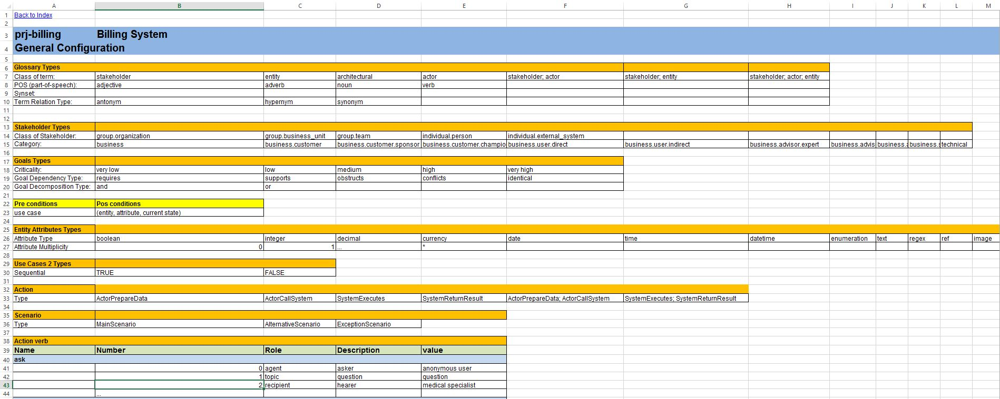 A B C D E F G H I J K L M
1 Back to Index
2
3 prj-billing Billing System
4 General Configuration
5
6 Glossary Types
7 Class of term: stakeholder entity architectural actor stakeholder; actor stakeholder; entity stakeholder; actor; entity
8 POS (part-of-speech): adjective adverb noun verb
9 Synset:
10 Term Relation Type: antonym hypernym synonym
11
12
13 Stakeholder Types
14 Class of Stakeholder: group.organization group.business_unit group.team individual.person individual.external_system
15 Category: business business.customer business.customer.sponsor business.customer.champio business.user.direct business.user.indirect business.advisor.expert business.advis business. business. technical
16
17 Goals Types
18 Criticality: very low low medium high very high
19 Goal Dependency Type: requires supports obstructs conflicts identical
20 Goal Decomposition Type: and or
21
22 Pre conditions Pos conditions
23 use case (entity, attribute, current state)
24
25 Entity Attributes Types
26 Attribute Type boolean integer decimal currency date time datetime enumeration text regex ref image
27 Attribute Multiplicity 0 1 ... *
28
29 Use Cases 2 Types
30 Sequential TRUE FALSE
31
32 Action
33 Type ActorPrepareData ActorCallSystem SystemExecutes SystemReturnResult ActorPrepareData; ActorCallSystem SystemExecutes; SystemReturnResult
34
35 Scenario
36 Type MainScenario AlternativeScenario ExceptionScenario
37
38 Action verb
39 Name Number Role Description value
40 ask
41 0 agent asker anonymous user
42 1 topic question question
43 2 recipient hearer medical specialist
44 ...